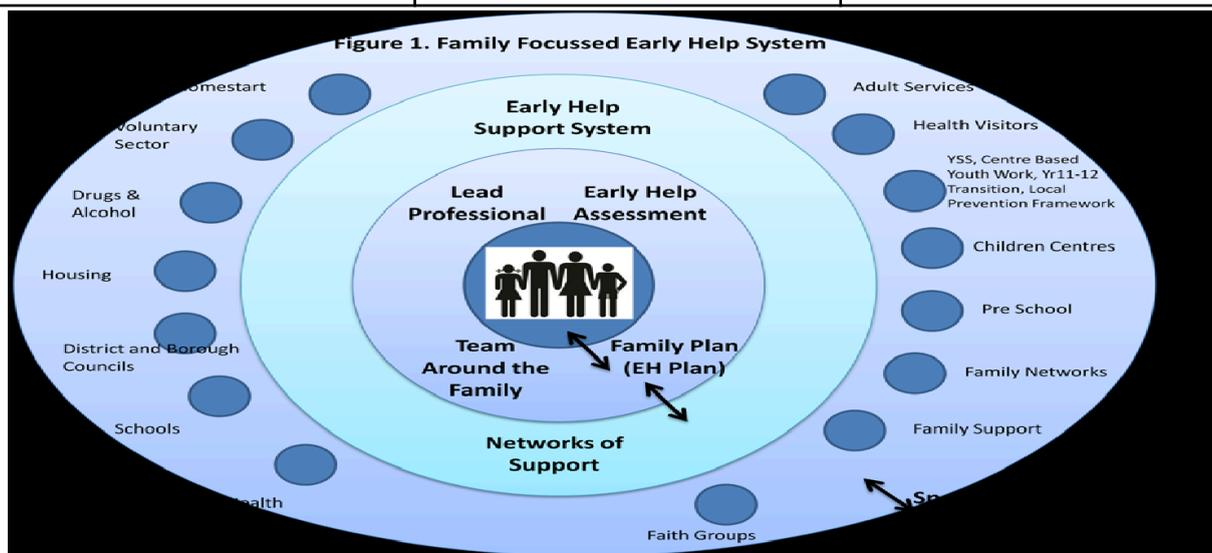 Figure 1. Family Focussed Early Help System
omestart
Adult Services
Early Help
Support System
Voluntary
Sector
Health Visitors
YSS, Centre Based
Youth Work, Yr11-12
Transition, Local
Prevention Framework
Drugs &
Alcohol
Lead
Professional
Early Help
Assessment
Housing
Children Centres
Pre School
District and Borough
Councils
Team
Around the
Family
Family Plan
(EH Plan)
Family Networks
Schools
Family Support
Networks of
Support
ealth
Faith Groups